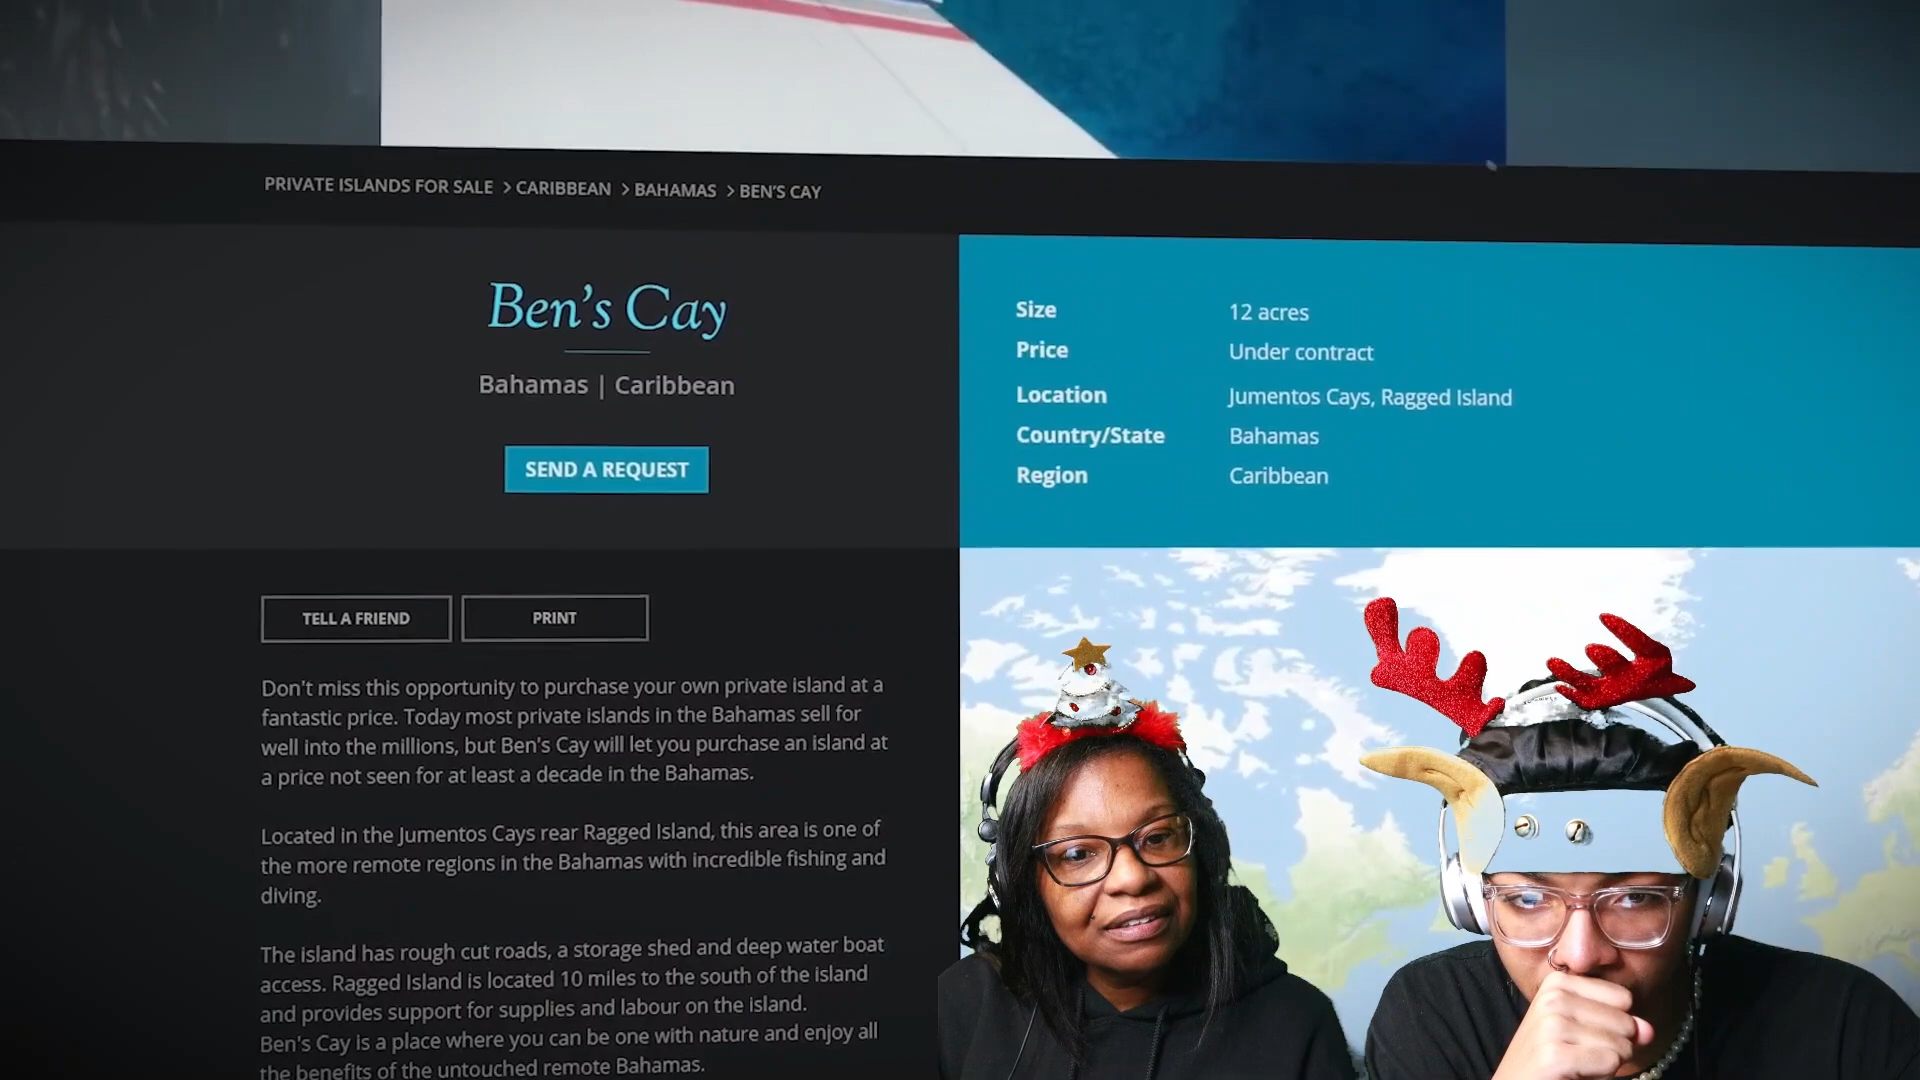 PRIVATE ISLANDS FOR SALE > CARIBBEAN > BAHAMAS > BEN'S CAY
Ben's Cay
Bahamas | Caribbean
SEND A REQUEST
Size 12 acres
Price Under contract
Location Jumentos Cays, Ragged Island
Country/State Bahamas
Region Caribbean
TELL A FRIEND
PRINT
Don't miss this opportunity to purchase your own private island at a
fantastic price. Today most private islands in the Bahamas sell for
well into the millions, but Ben's Cay will let you purchase an island at
a price not seen for at least a decade in the Bahamas.
Located in the Jumentos Cays rear Ragged Island, this area is one of
the more remote regions in the Bahamas with incredible fishing and
diving.
The island has rough cut roads, a storage shed and deep water boat
access. Ragged Island is located 10 miles to the south of the island
and provides support for supplies and labour on the island.
Ben's Cay is a place where you can be one with nature and enjoy all
the benefits of the untouched remote Bahamas.